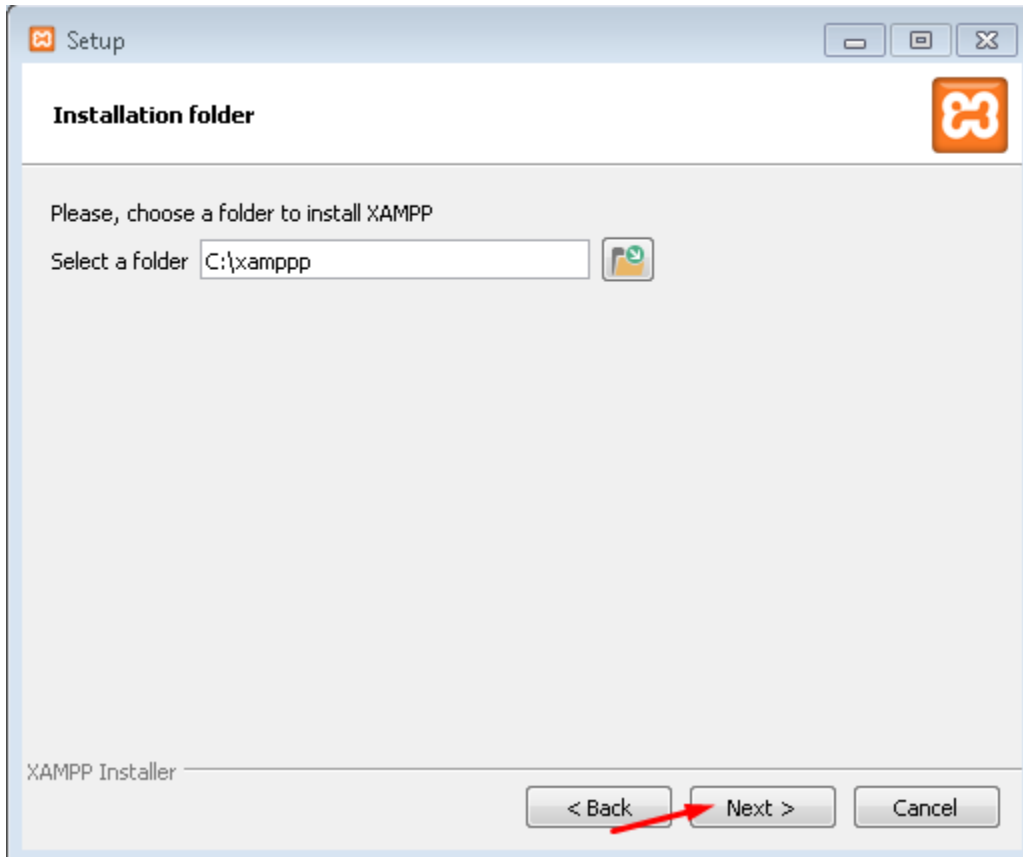 Setup
Installation folder
Please, choose a folder to install XAMPP
Select a folder C:\xamppp
XAMPP Installer
< Back Next > Cancel